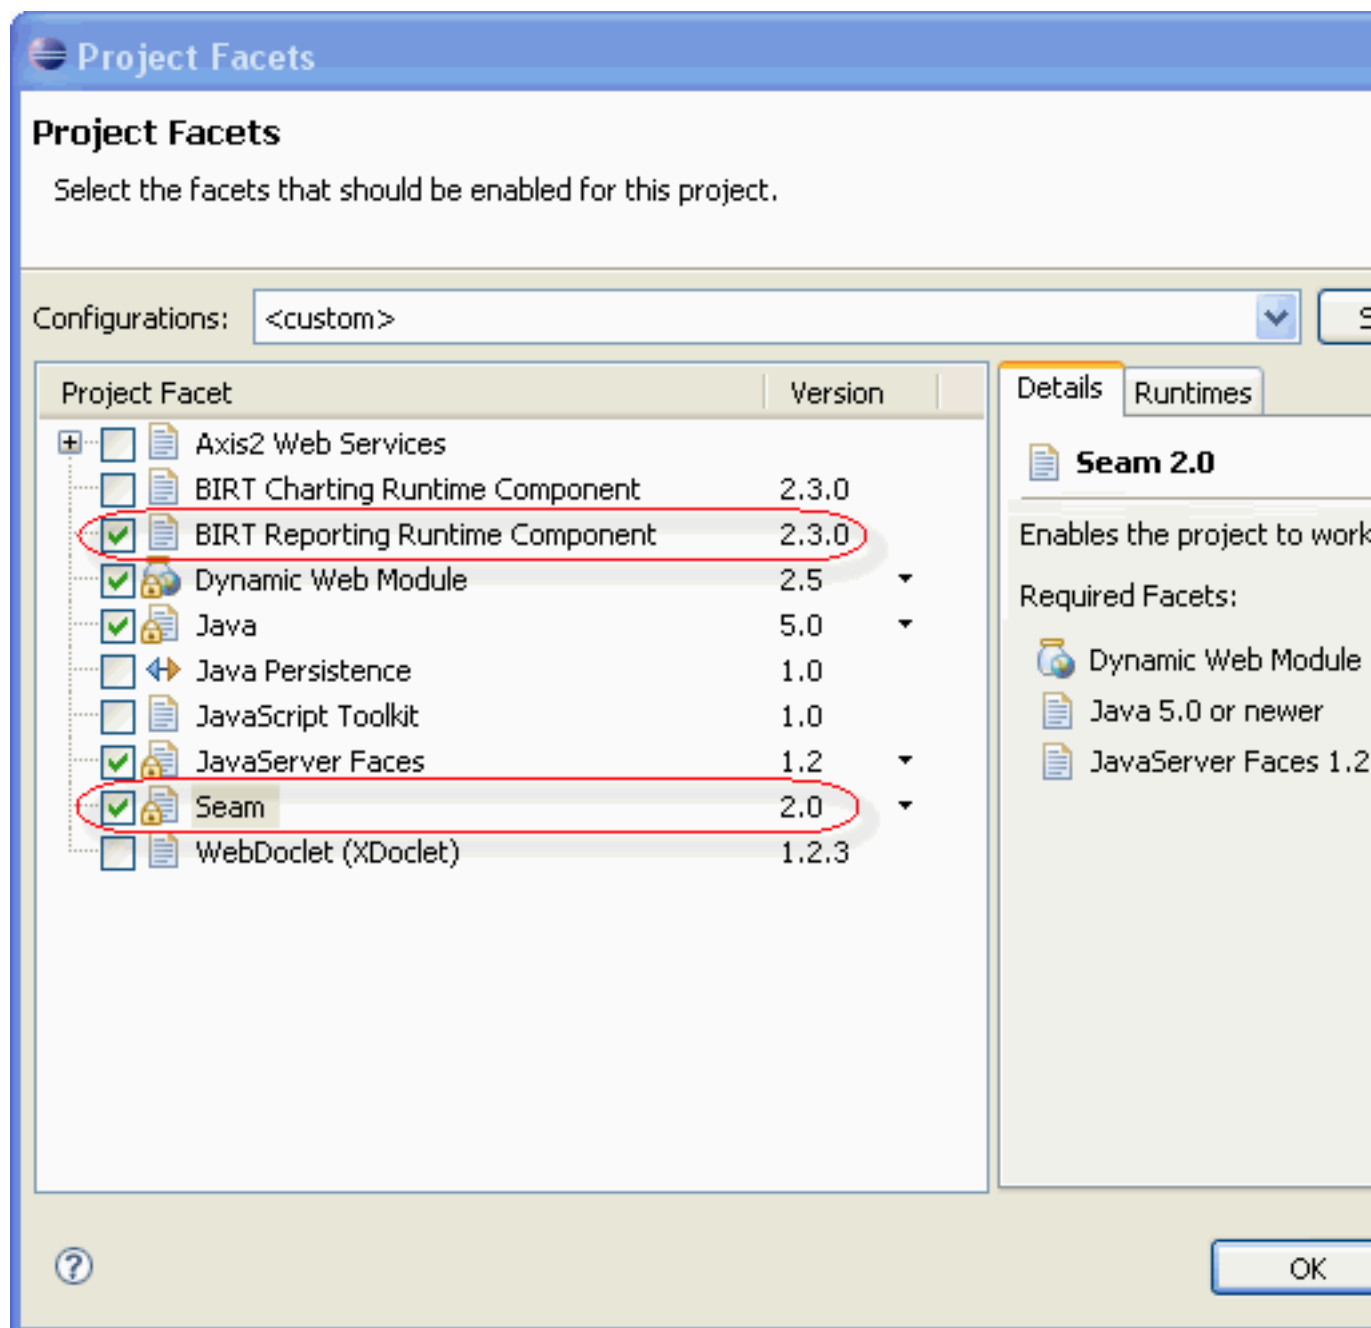 Project Facets
Project Facets
Select the facets that should be enabled for this project.
Configurations: <custom>
Project Facet Version
Axis2 Web Services
BIRT Charting Runtime Component 2.3.0
BIRT Reporting Runtime Component 2.3.0
Dynamic Web Module 2.5
Java 5.0
Java Persistence 1.0
JavaScript Toolkit 1.0
JavaServer Faces 1.2
Seam 2.0
WebDoclet (XDoclet) 1.2.3
Details Runtimes
Seam 2.0
Enables the project to work
Required Facets:
Dynamic Web Module
Java 5.0 or newer
JavaServer Faces 1.2
?
OK